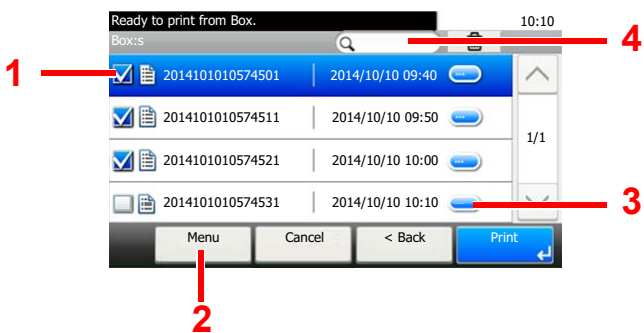 Ready to print from Box. 10:10
Box:s
4
1
2014101010574501 2014/10/10 09:40
2014101010574511 2014/10/10 09:50
1/1
2014101010574521 2014/10/10 10:00
2014101010574531 2014/10/10 10:10
3
Menu Cancel < Back Print
2